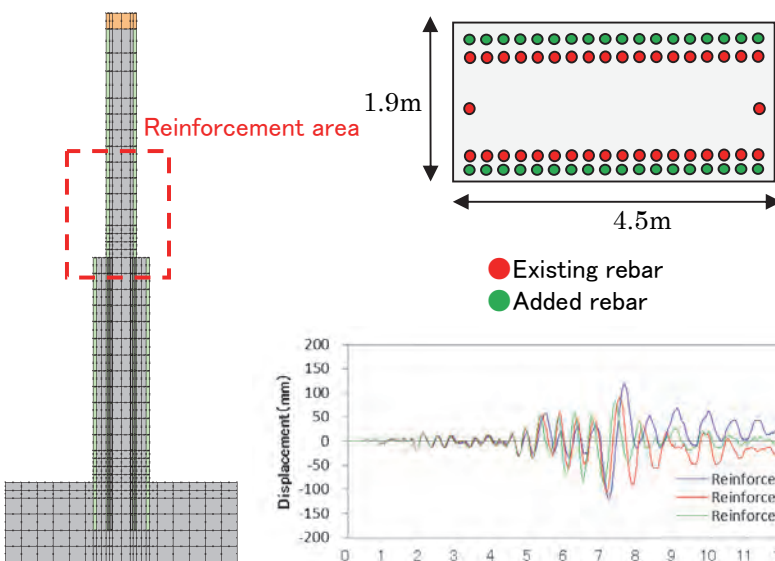 Reinforcement area
1.9m
4.5m
Existing rebar
Added rebar
Displacement(mm)
200
150
100
50
0
-50
-100
-150
-200
Reinforce
Reinforce
Reinforce
0 1 2 3 4 5 6 7 8 9 10 11